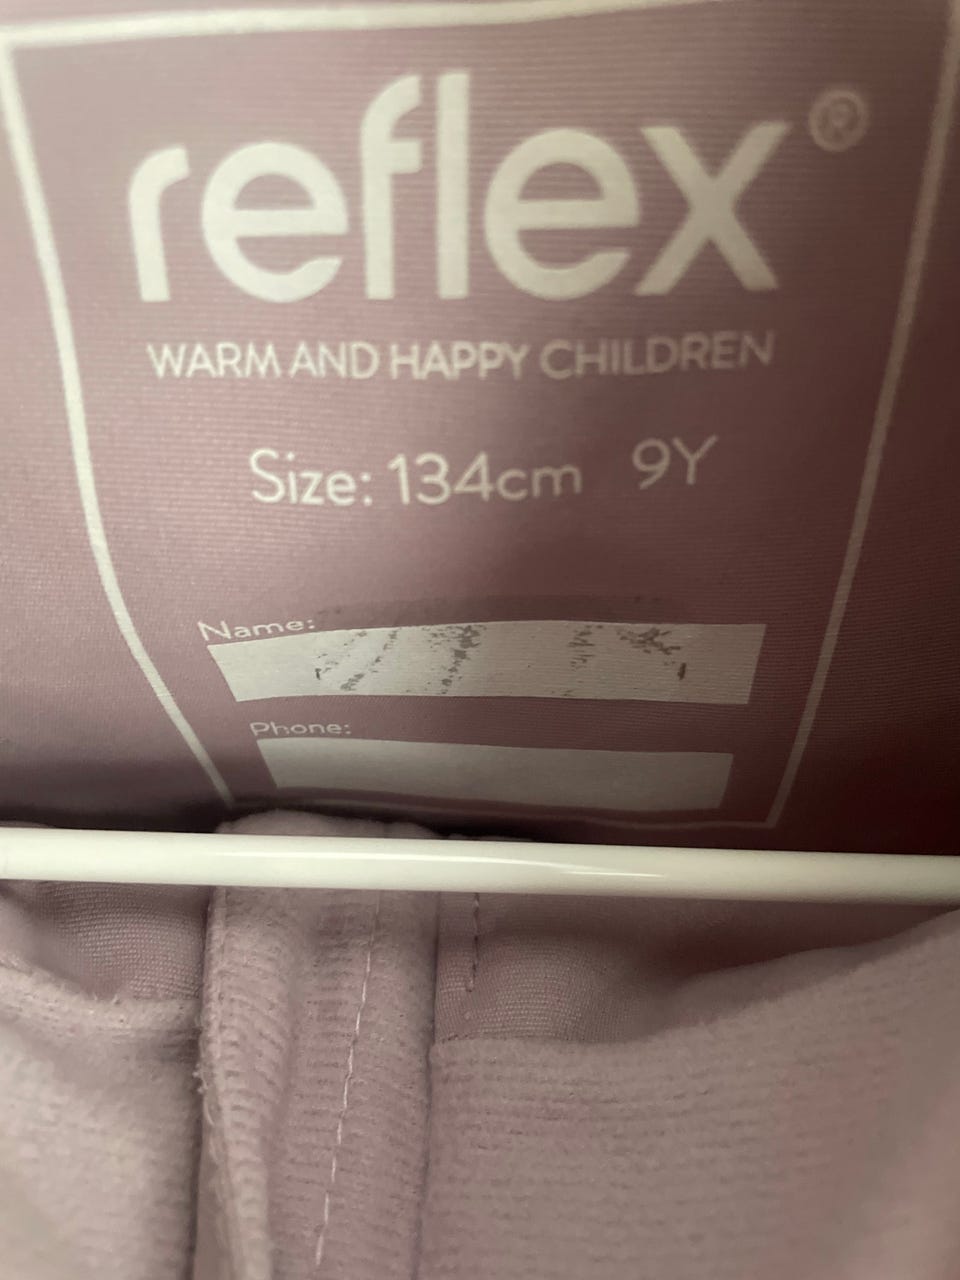 reflex®
WARM AND HAPPY CHILDREN
Size: 134cm 9Y
Name:
Phone: